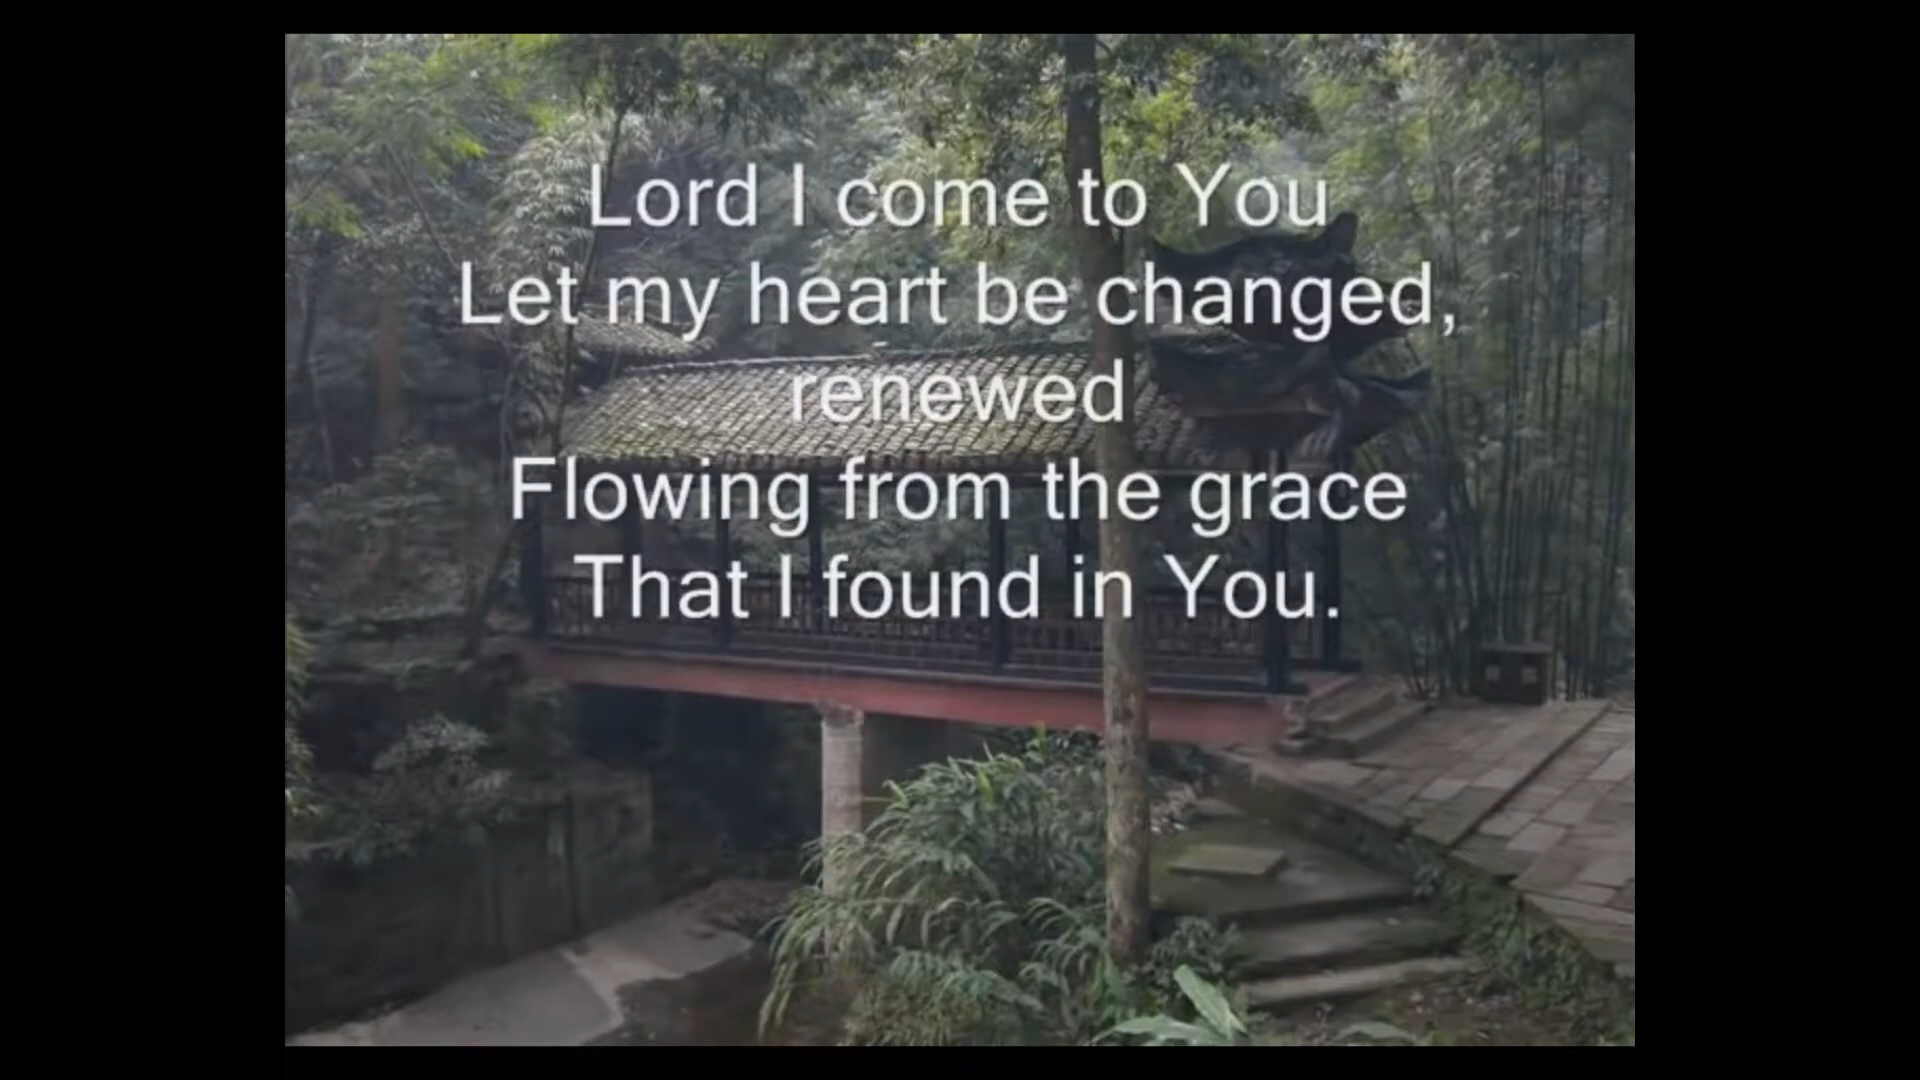 Lord I come to You
Let my heart be changed,
renewed
Flowing from the grace
That I found in You.